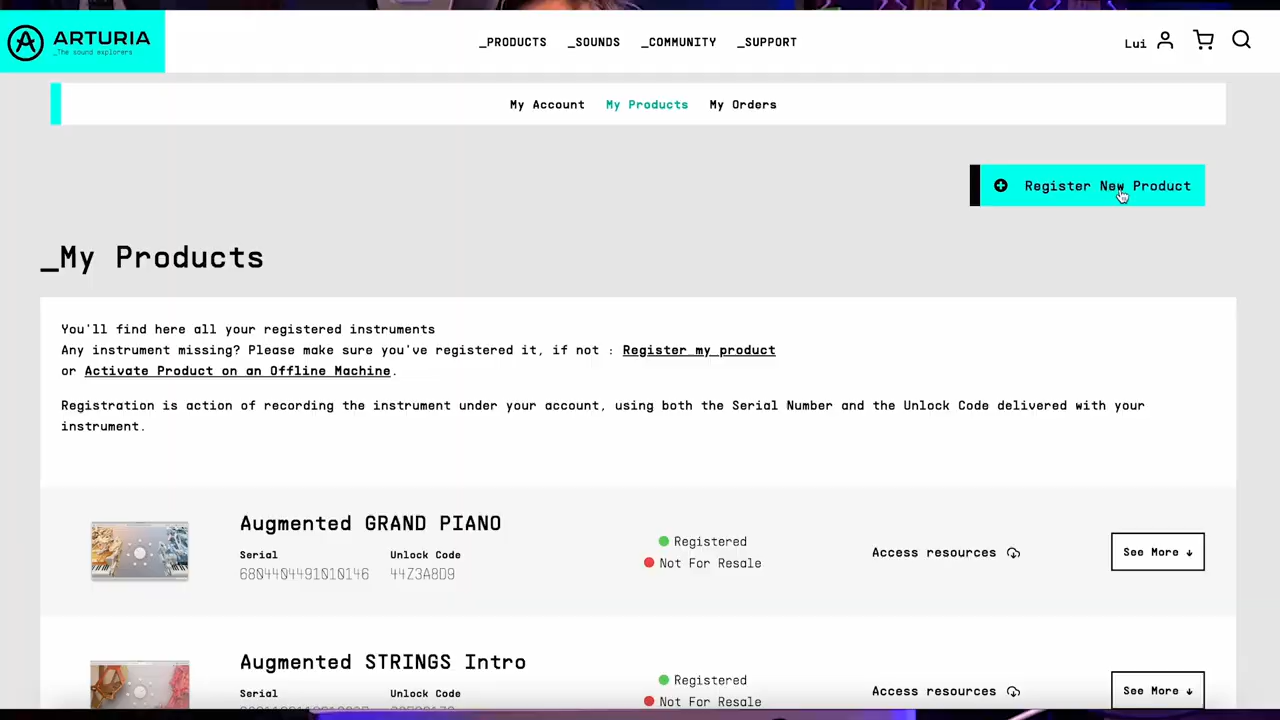 ARTURIA
_The sound explorers
_PRODUCTS _SOUNDS _COMMUNITY _SUPPORT
Lui
My Account My Products My Orders
Register New Product
_My Products
You'll find here all your registered instruments
Any instrument missing? Please make sure you've registered it, if not : Register my product
or Activate Product on an Offline Machine.
Registration is action of recording the instrument under your account, using both the Serial Number and the Unlock Code delivered with your
instrument.
Augmented GRAND PIANO
Serial Unlock Code
6804404491010146 44Z3A8D9
Registered
Not For Resale
Access resources
See More ↓
Augmented STRINGS Intro
Serial Unlock Code
Registered
Not For Resale
Access resources
See More ↓